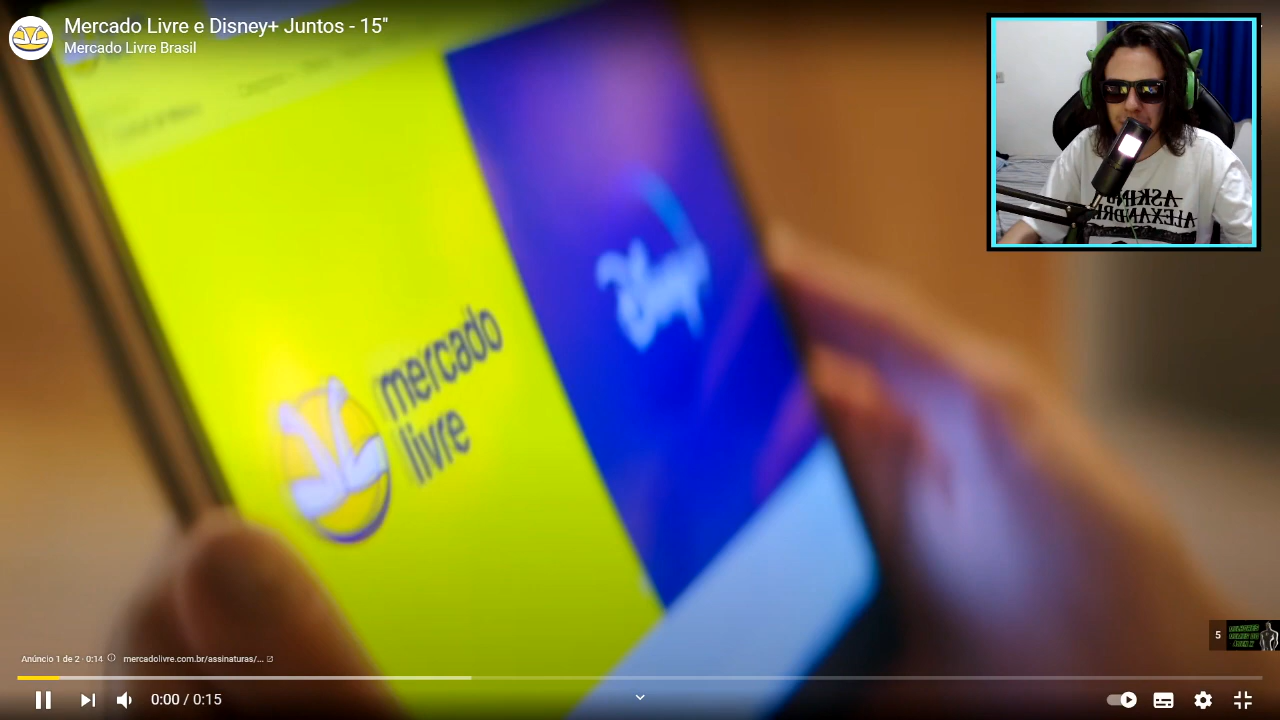 Mercado Livre e Disney+ Juntos - 15"
Mercado Livre Brasil
Disney
mercado
livre
ASKING
ALEXANDRIA
5
Anúncio 1 de 2 · 0:14
mercadolivre.com.br/assinaturas/...
0:00 / 0:15